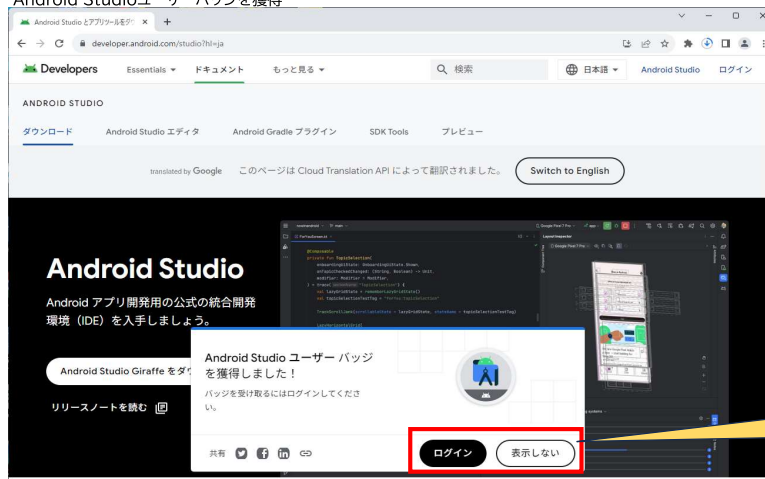 Android Studioユーザーバッジを獲得
Android Studio とアプリツールをダウ
developer.android.com/studio?hl=ja
Developers Essentials ドキュメント もっと見る 検索 日本語 Android Studio ログイン
ANDROID STUDIO
ダウンロード Android Studio エディタ Android Gradle プラグイン SDK Tools プレビュー
translated by Google このページは Cloud Translation API によって翻訳されました。 Switch to English
Android Studio
Android アプリ開発用の公式の統合開発
環境（IDE）を入手しましょう。
Android Studio Giraffe をダウ
リリースノートを読む
@Composable
private fun TopicSelection(
val lazyGridState = rememberLazyGridState()
Android Studio ユーザー バッジ
を獲得しました！
バッジを受け取るにはログインしてくださ
い。
共有 ログイン 表示しない